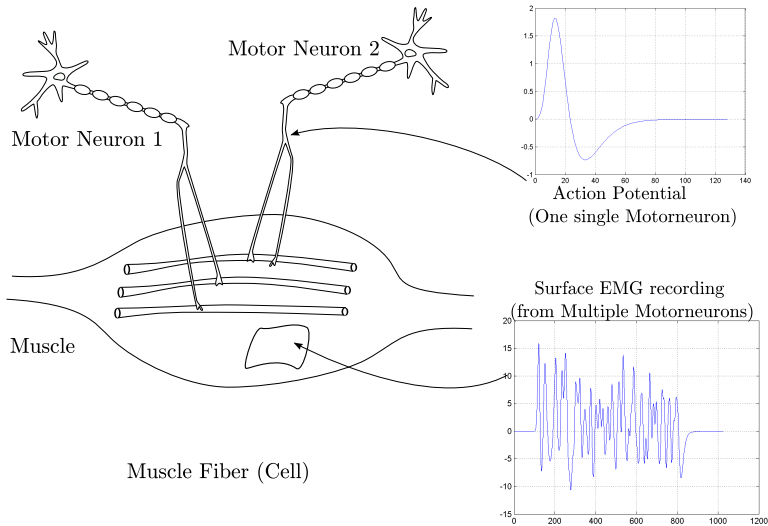 Motor Neuron 2
Motor Neuron 1
2
1.5
1
0.5
0
-0.5
-1
0 20 40 60 80 100 120 140
Action Potential
(One single Motorneuron)
Surface EMG recording
(from Multiple Motorneurons)
20
15
10
5
0
-5
-10
-15
0 200 400 600 800 1000 1200
Muscle
Muscle Fiber (Cell)